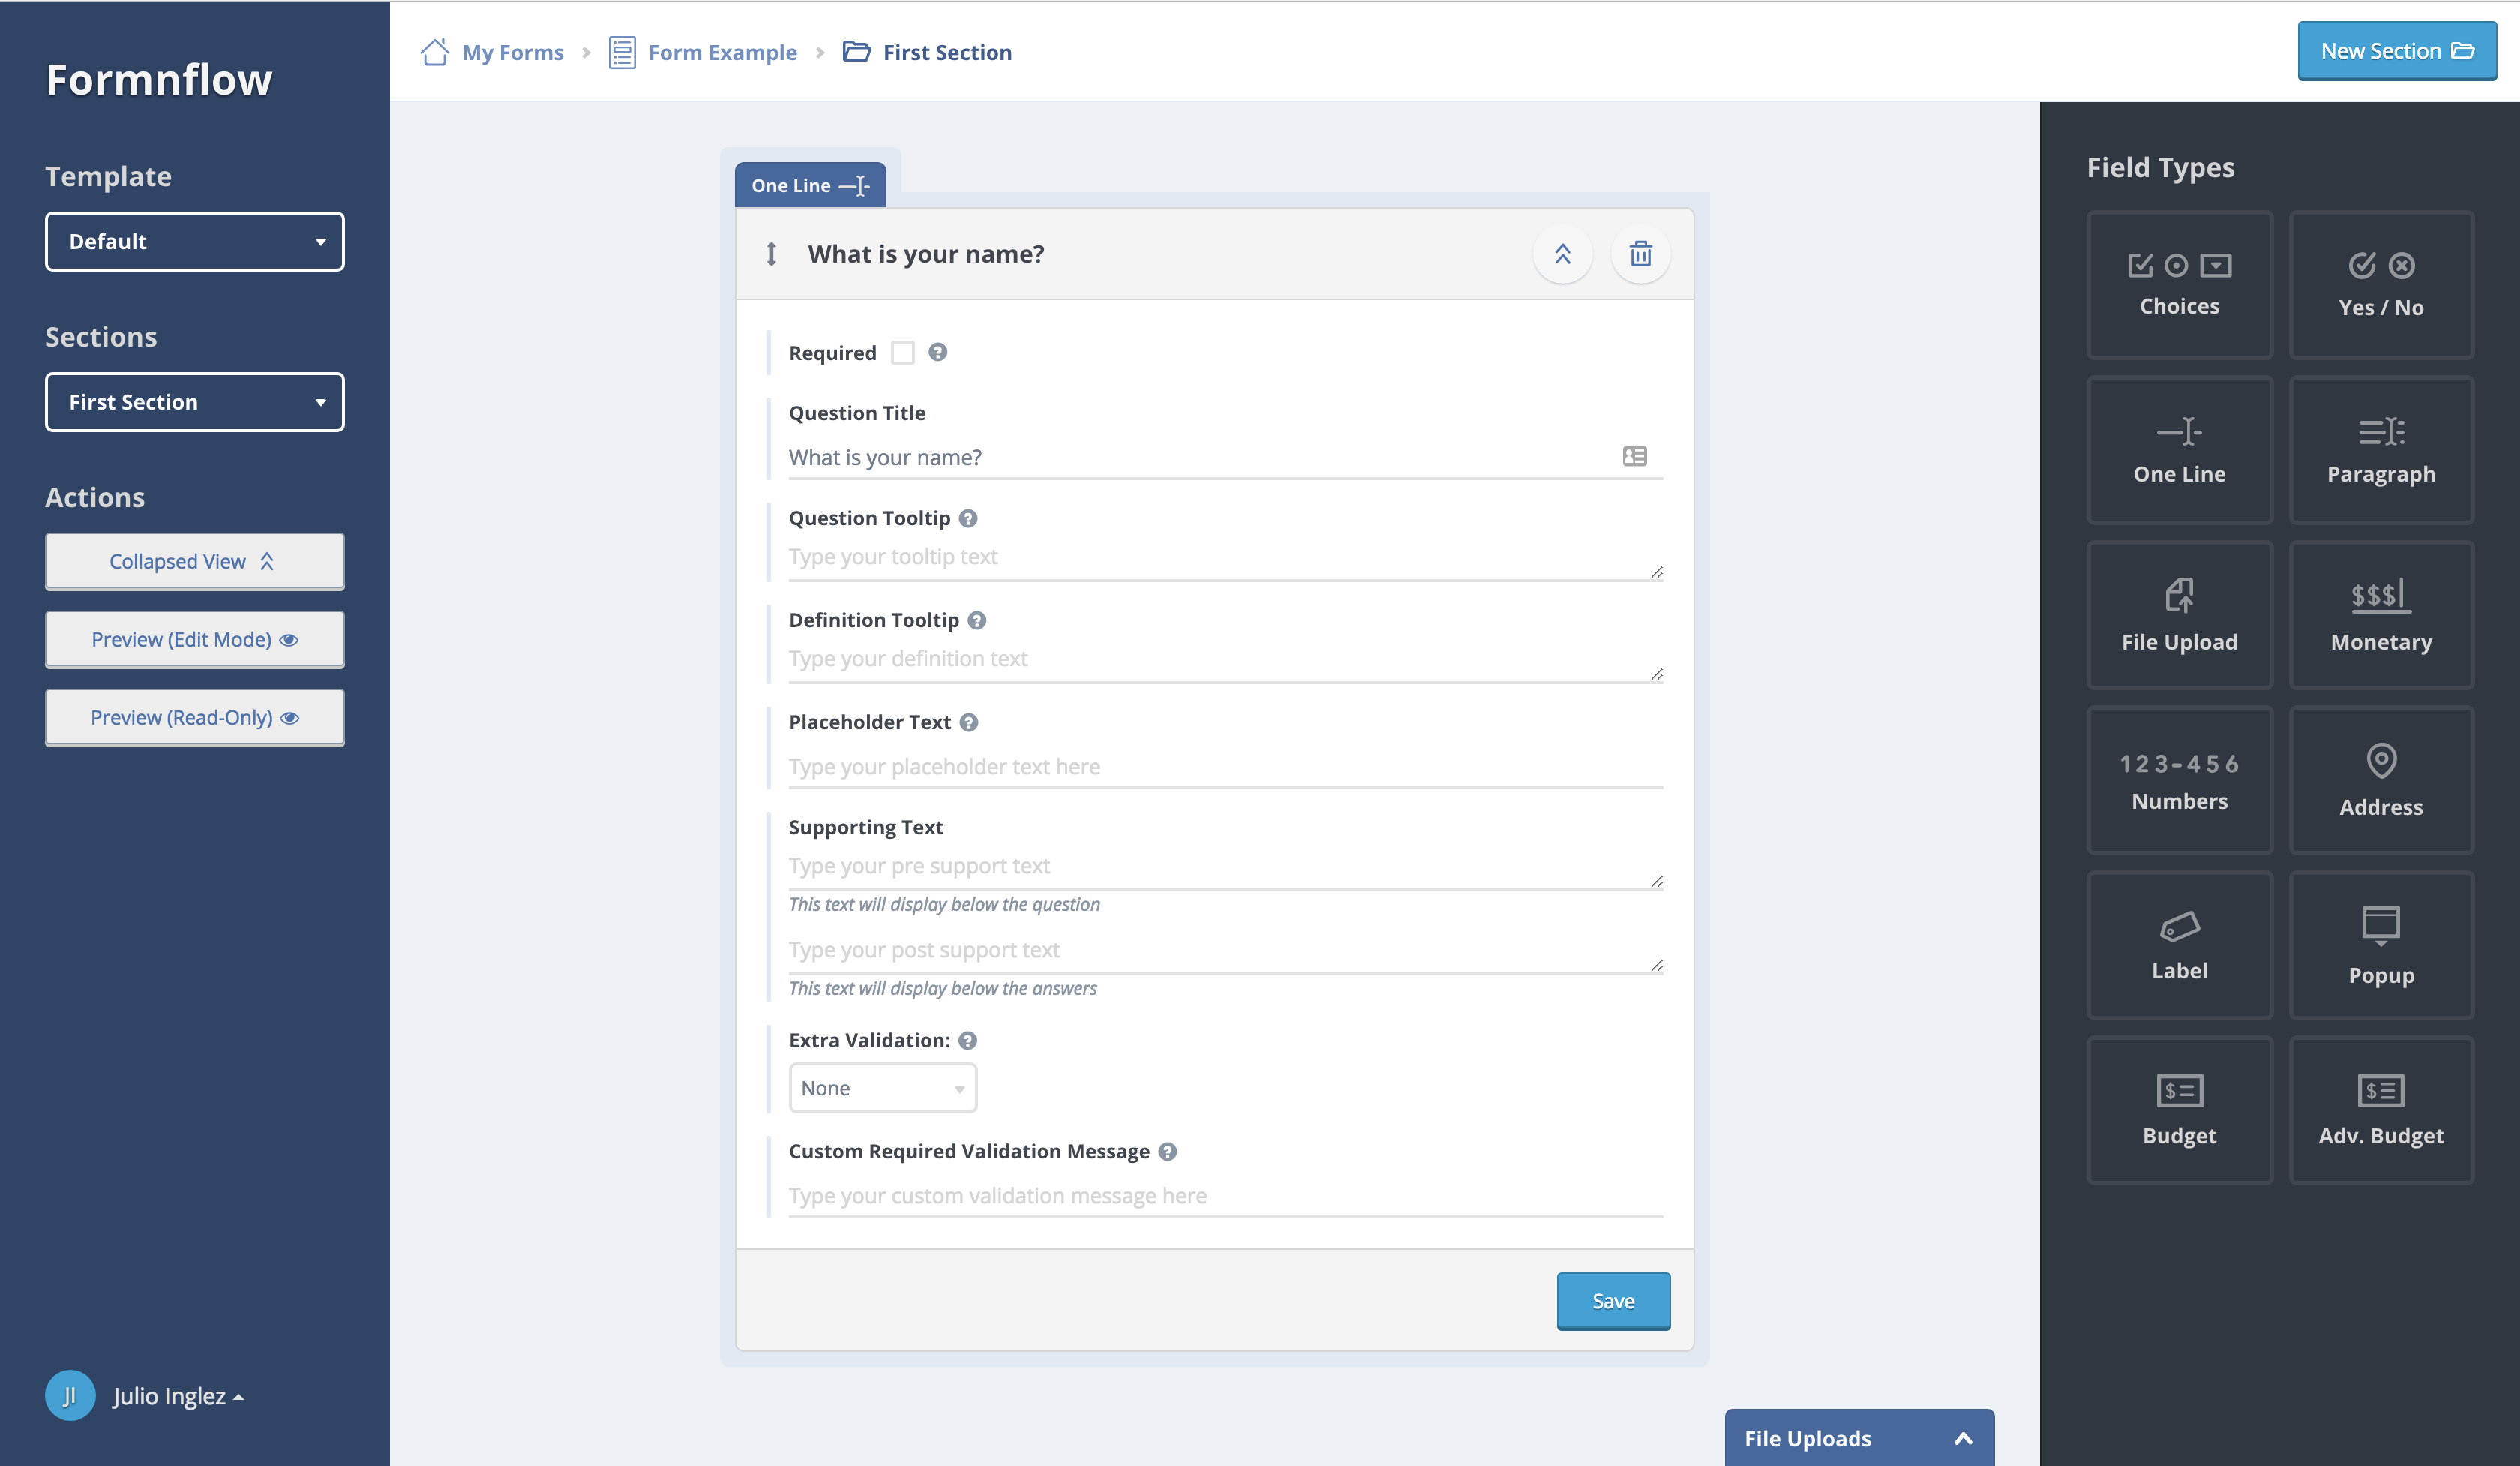 Formnflow
Template
Default
Sections
First Section
Actions
Collapsed View
Preview (Edit Mode)
Preview (Read-Only)
JI
Julio Inglez
My Forms > Form Example > First Section
New Section
One Line
What is your name?
Required
Question Title
What is your name?
Question Tooltip
Type your tooltip text
Definition Tooltip
Type your definition text
Placeholder Text
Type your placeholder text here
Supporting Text
Type your pre support text
This text will display below the question
Type your post support text
This text will display below the answers
Extra Validation:
None
Custom Required Validation Message
Type your custom validation message here
Save
File Uploads
Field Types
Choices
Yes / No
One Line
Paragraph
File Upload
$$$
Monetary
123-456
Numbers
Address
Label
Popup
Budget
Adv. Budget